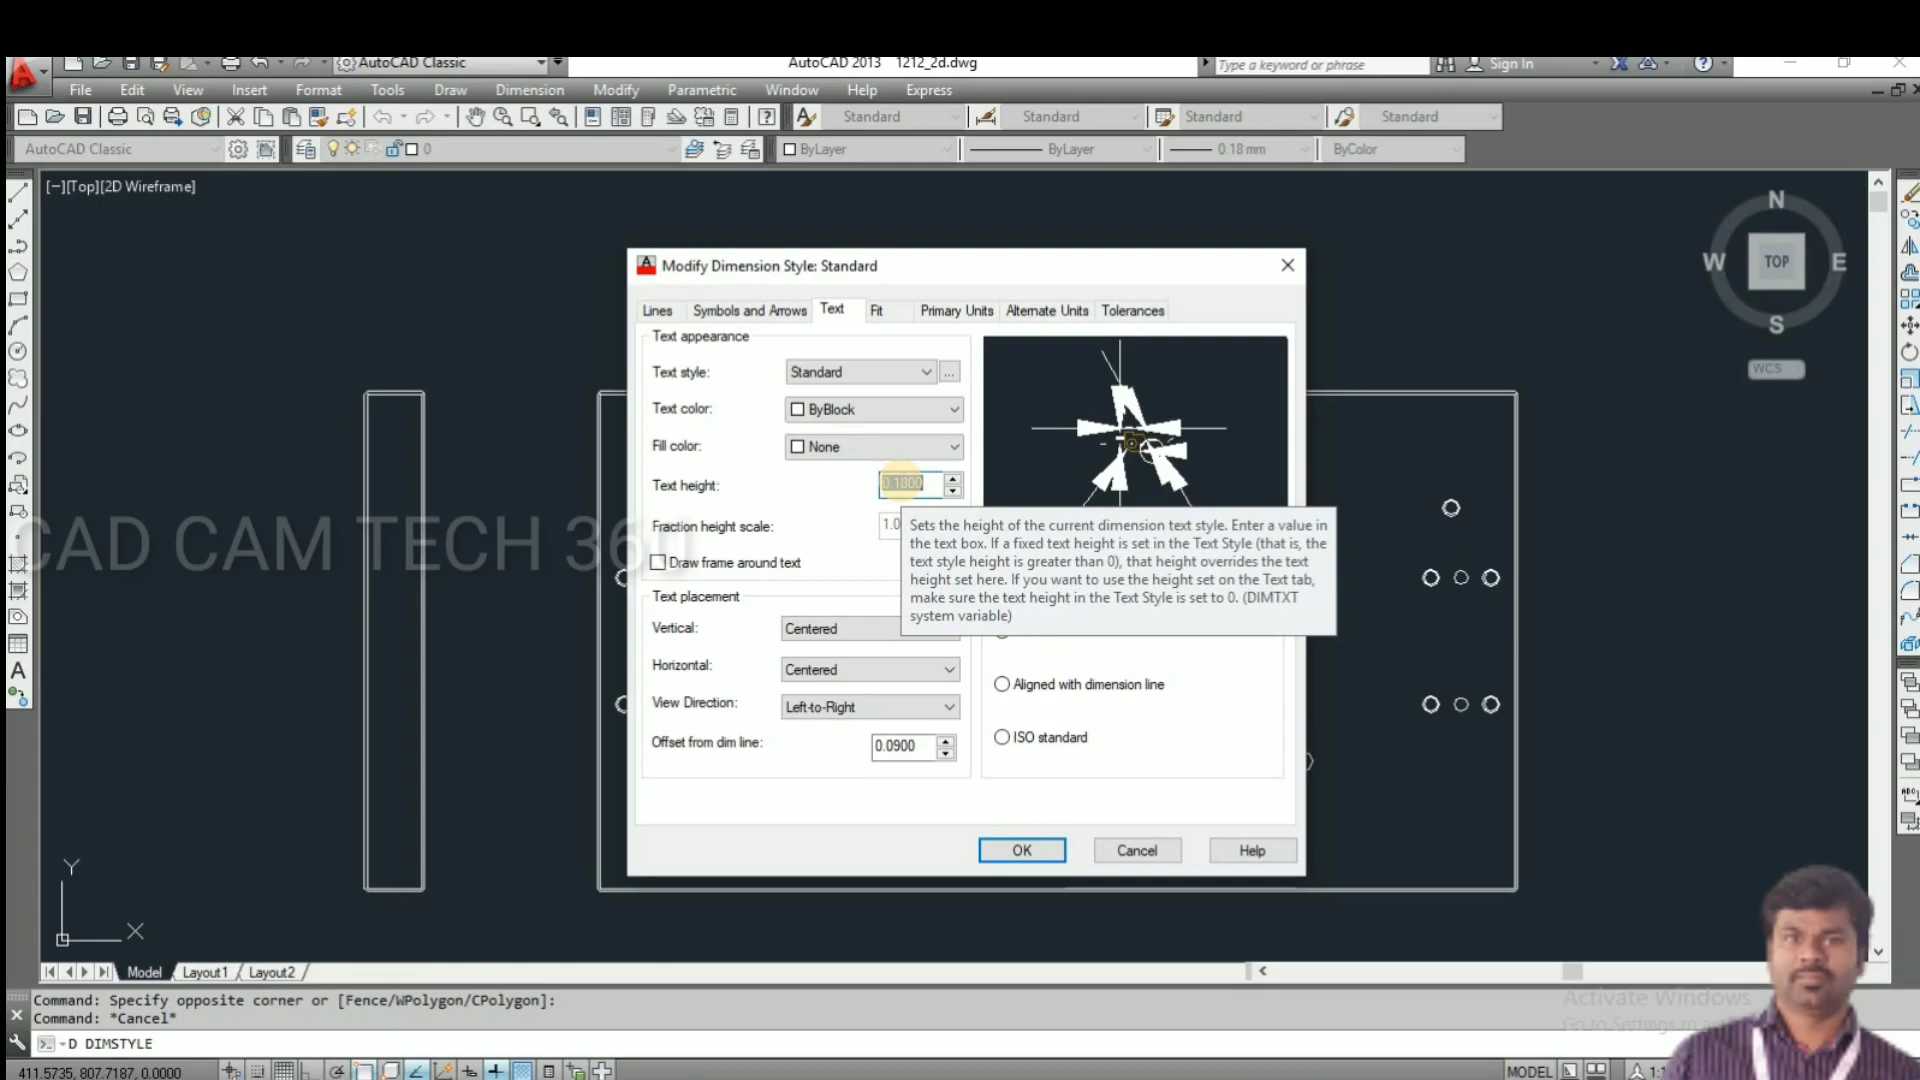 AutoCAD Classic
AutoCAD 2013 1212_2d.dwg
Type a keyword or phrase
Sign In
File Edit View Insert Format Tools Draw Dimension Modify Parametric Window Help Express
Standard Standard Standard Standard
AutoCAD Classic 0 ByLayer ByLayer 0.18 mm ByColor
[−][Top][2D Wireframe]
N
W TOP E
S
WCS
Modify Dimension Style: Standard
Lines Symbols and Arrows Text Fit Primary Units Alternate Units Tolerances
Text appearance
Text style: Standard ...
Text color: ByBlock
Fill color: None
Text height: 0.1800
Fraction height scale: 1.0
Draw frame around text
Sets the height of the current dimension text style. Enter a value in
the text box. If a fixed text height is set in the Text Style (that is, the
text style height is greater than 0), that height overrides the text
height set here. If you want to use the height set on the Text tab,
make sure the text height in the Text Style is set to 0. (DIMTXT
system variable)
CAD CAM TECH 360
Text placement
Vertical: Centered
Horizontal: Centered
View Direction: Left-to-Right
Offset from dim line: 0.0900
Aligned with dimension line
ISO standard
OK Cancel Help
Y
X
Model Layout1 Layout2
Command: Specify opposite corner or [Fence/WPolygon/CPolygon]:
Command: *Cancel*
D DIMSTYLE
Activate Windows
411.5735, 807.7187, 0.0000
MODEL